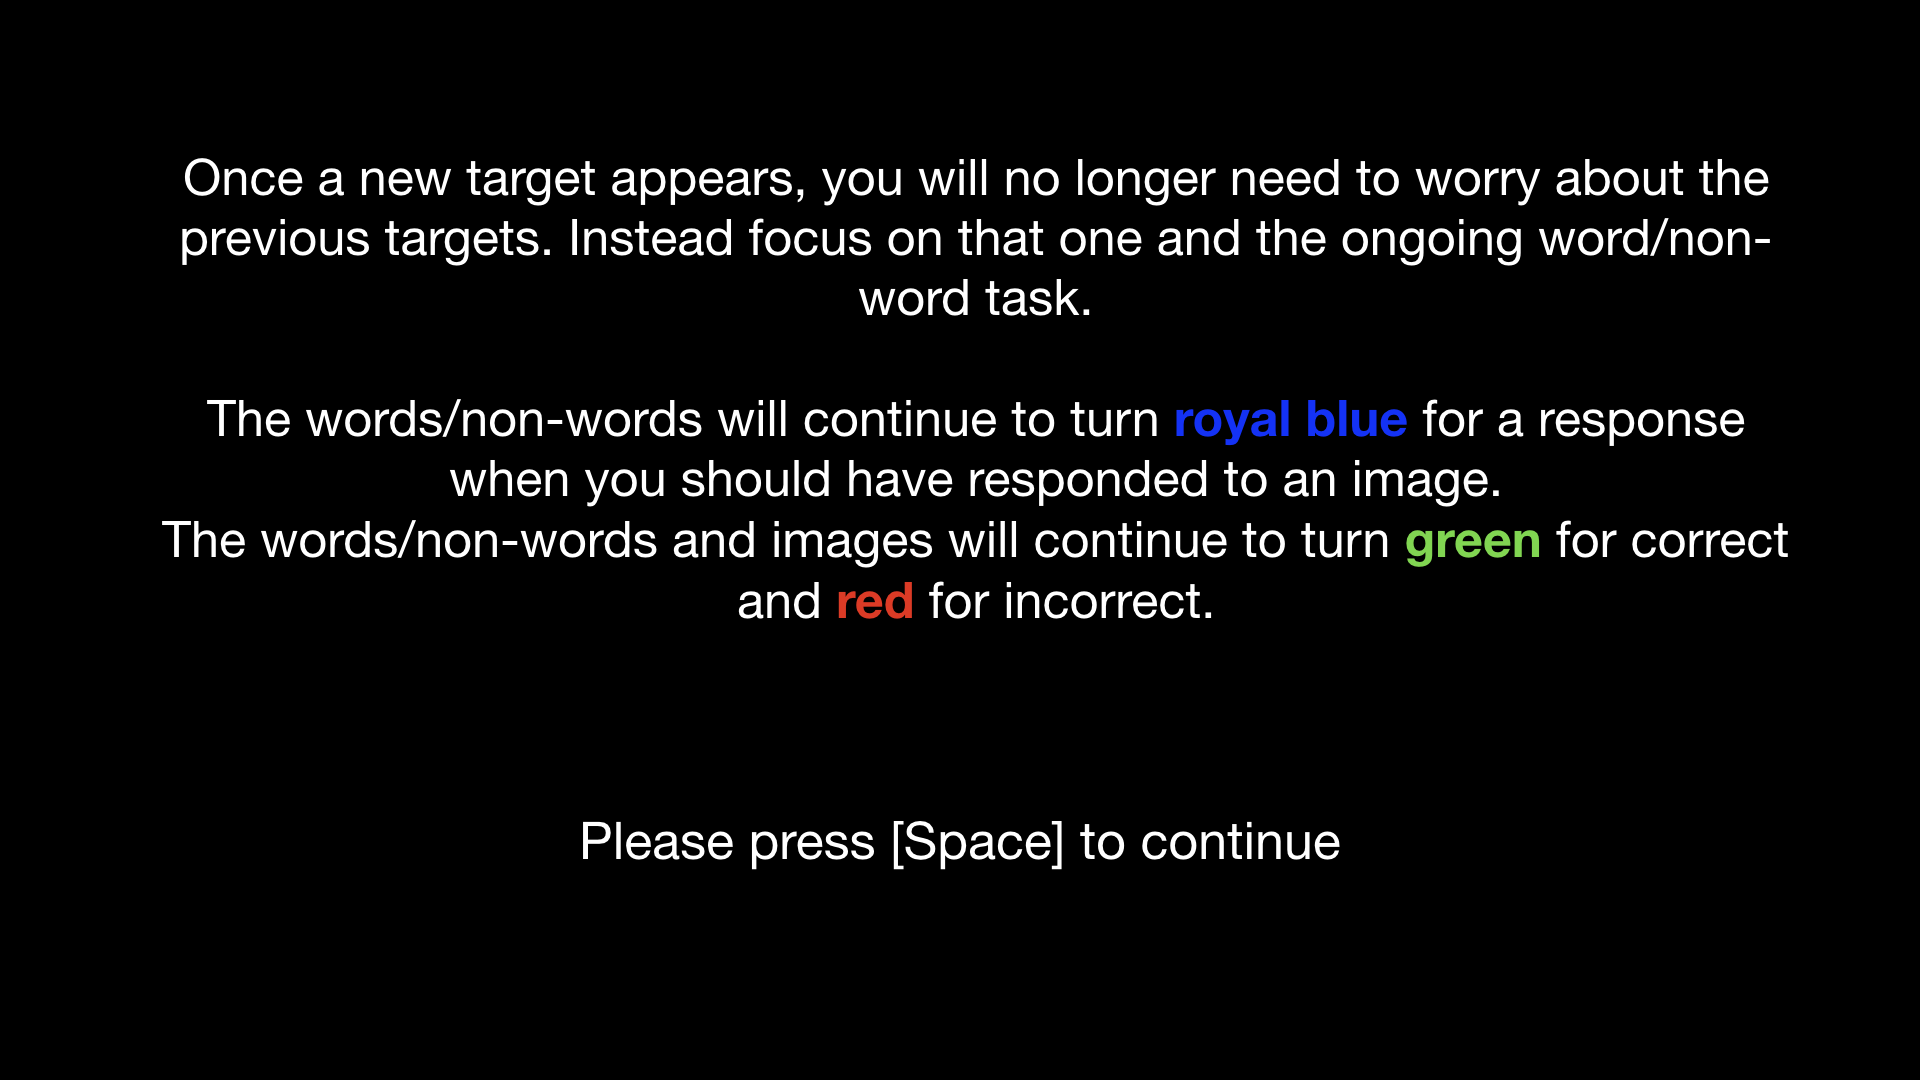 Once a new target appears, you will no longer need to worry about the
previous targets. Instead focus on that one and the ongoing word/non-
word task.
The words/non-words will continue to turn royal blue for a response
when you should have responded to an image.
The words/non-words and images will continue to turn green for correct
and red for incorrect.
Please press [Space] to continue